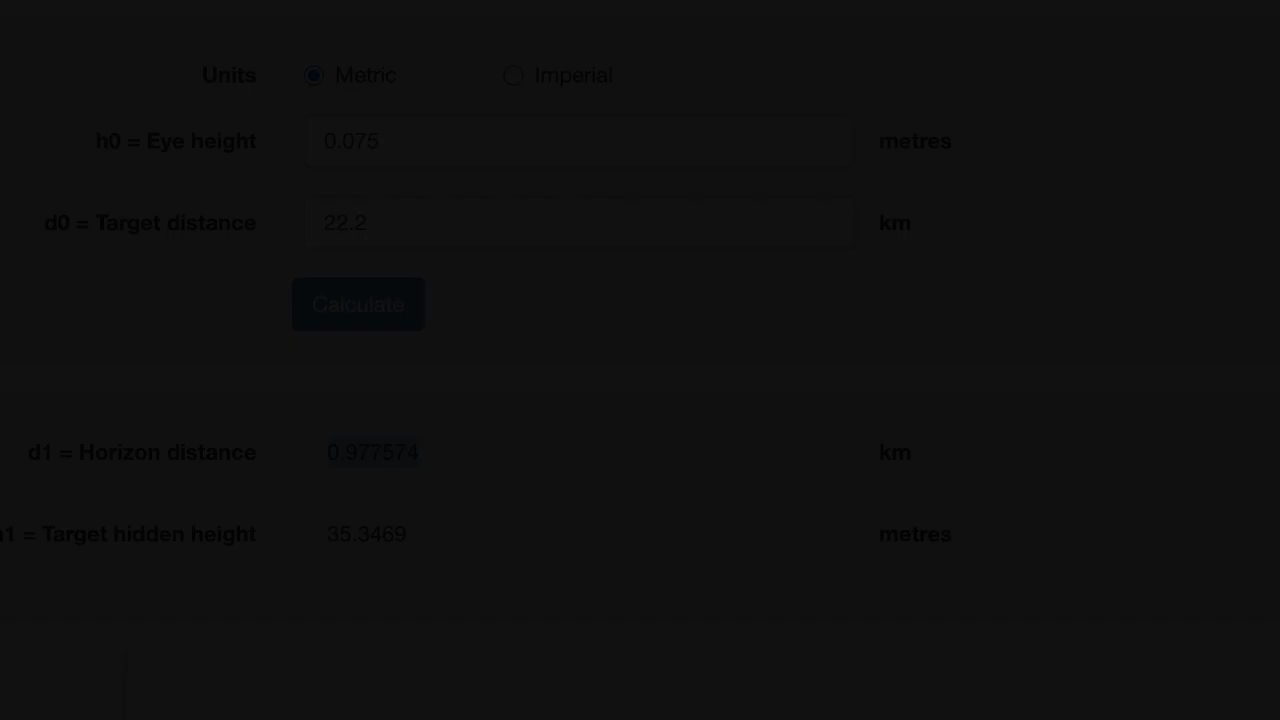 Units Metric Imperial
h0 = Eye height 0.075 metres
d0 = Target distance 22.2 km
Calculate
d1 = Horizon distance 0.977574 km
1 = Target hidden height 35.3469 metres